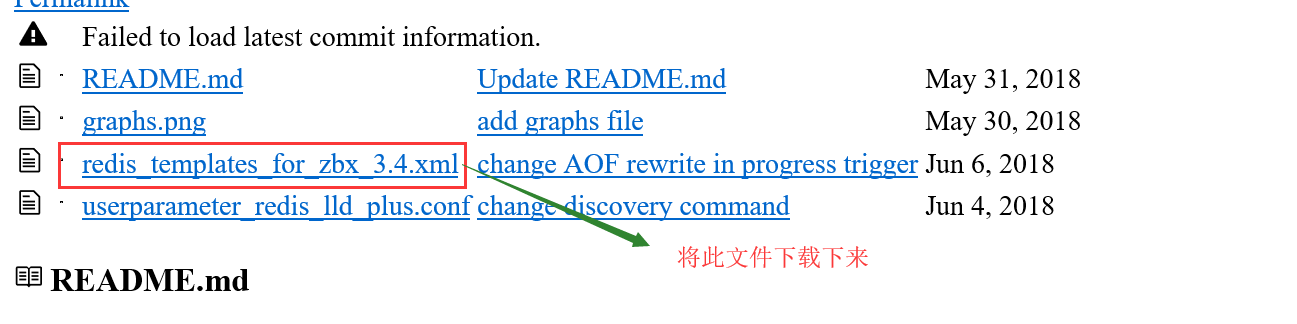 Permalink
Failed to load latest commit information.
README.md Update README.md May 31, 2018
graphs.png add graphs file May 30, 2018
redis_templates_for_zbx_3.4.xml change AOF rewrite in progress trigger Jun 6, 2018
userparameter_redis_lld_plus.conf change discovery command Jun 4, 2018
将此文件下载下来
README.md